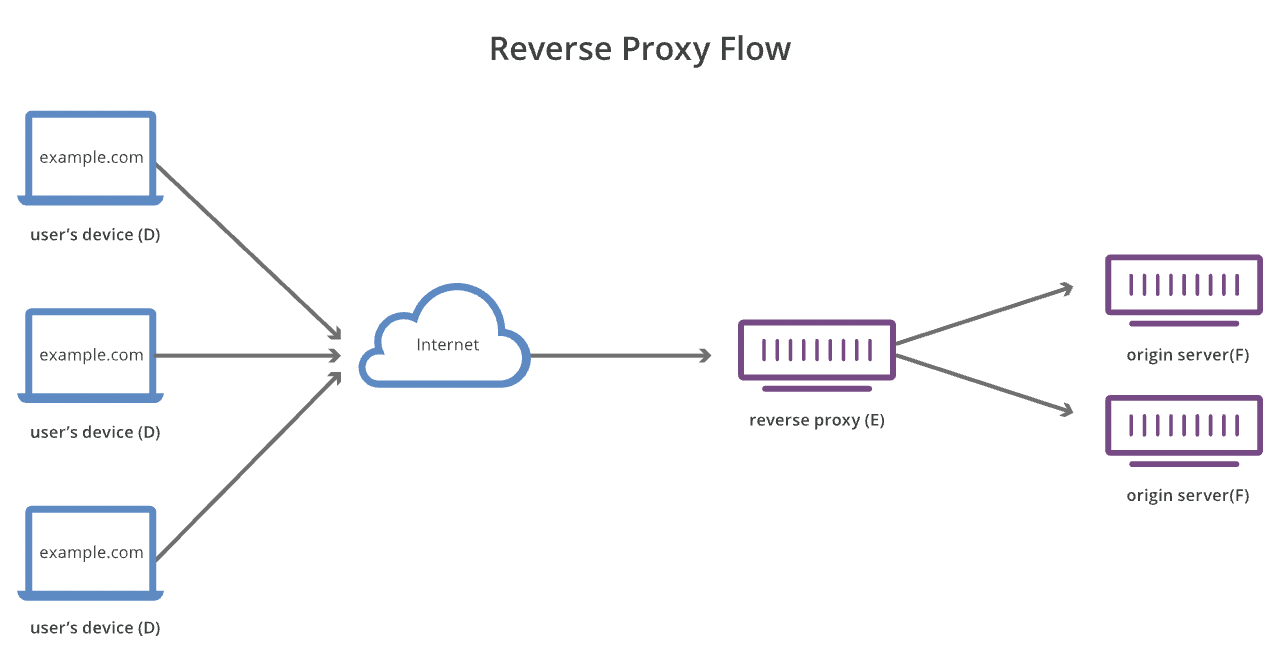 Reverse Proxy Flow
example.com
user's device (D)
example.com
user's device (D)
example.com
user's device (D)
Internet
reverse proxy (E)
origin server(F)
origin server(F)